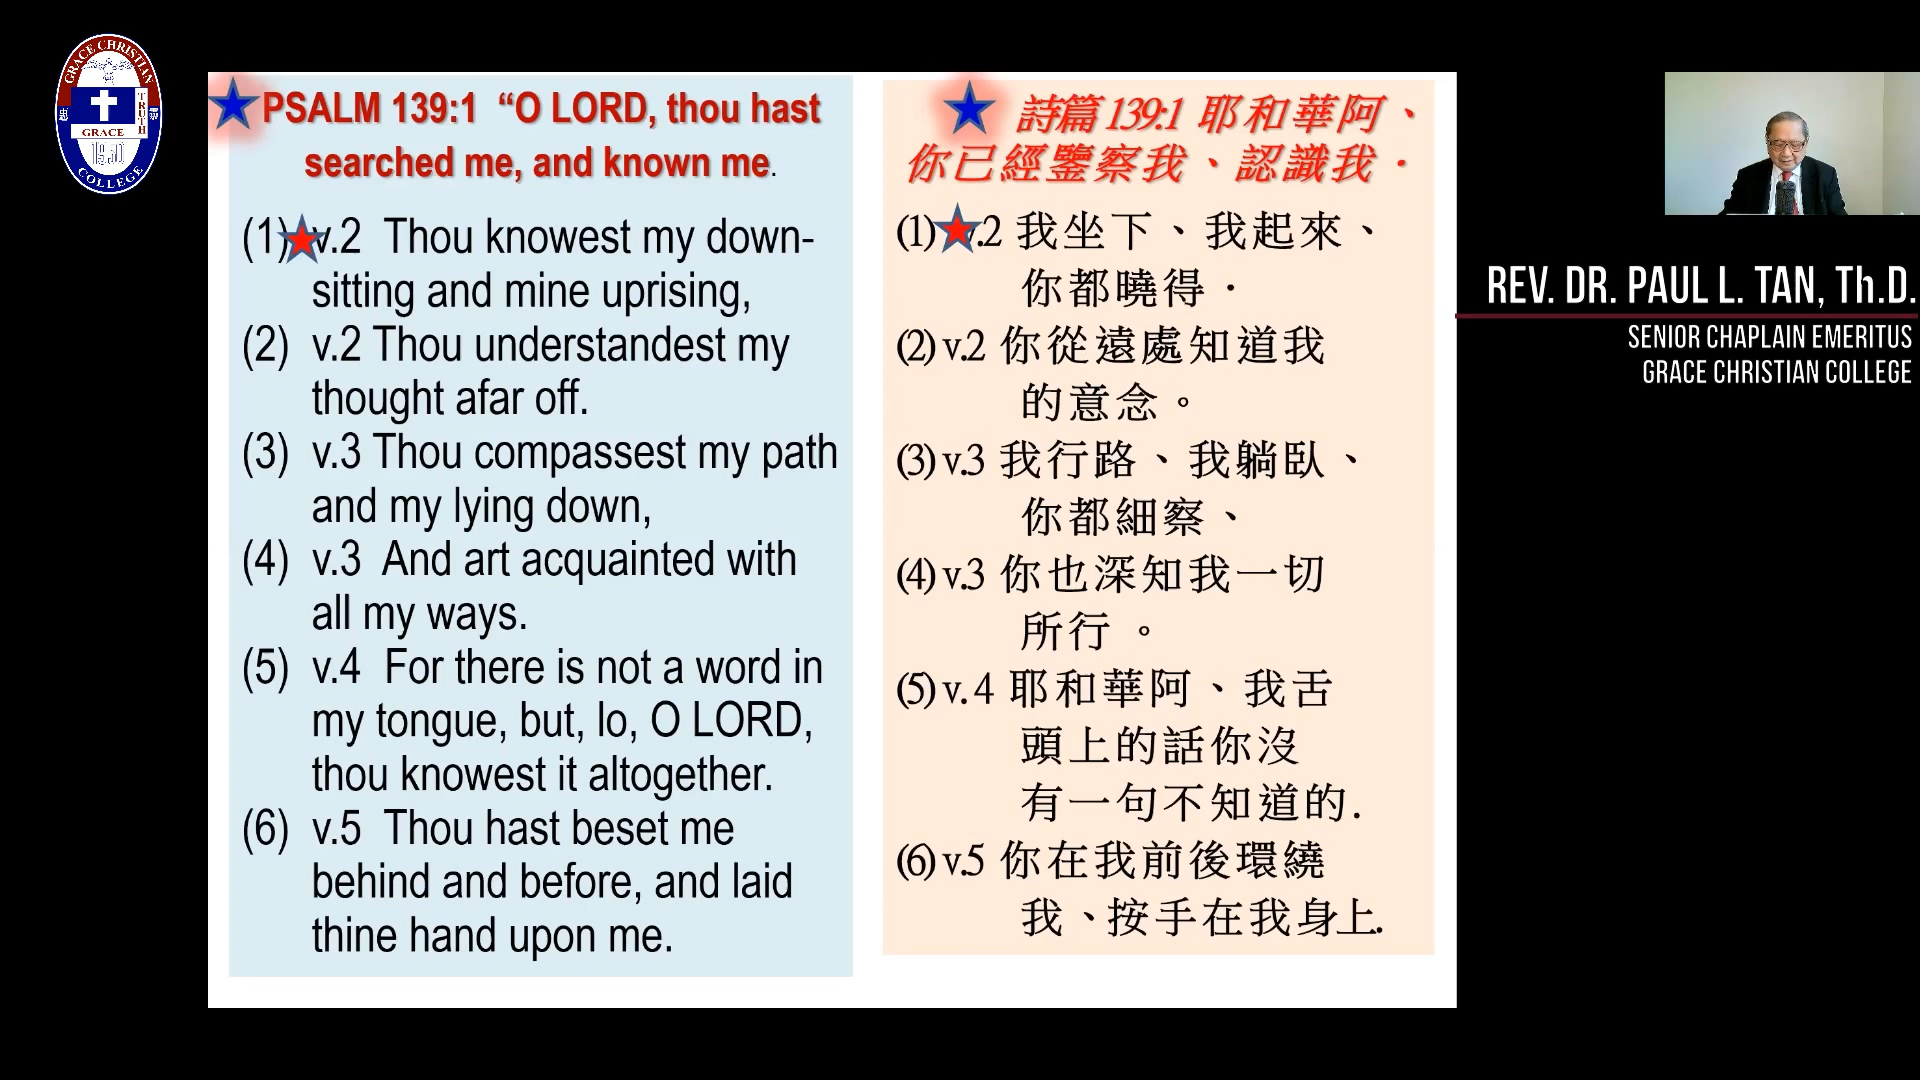 GRACE CHRISTIAN
TRUTH
GRACE
1950
COLLEGE
PSALM 139:1 “O LORD, thou hast
searched me, and known me.
(1) v.2 Thou knowest my down-
sitting and mine uprising,
(2) v.2 Thou understandest my
thought afar off.
(3) v.3 Thou compassest my path
and my lying down,
(4) v.3 And art acquainted with
all my ways.
(5) v.4 For there is not a word in
my tongue, but, lo, O LORD,
thou knowest it altogether.
(6) v.5 Thou hast beset me
behind and before, and laid
thine hand upon me.
詩篇 139:1 耶和華阿、
你已經鑒察我、認識我．
(1) v.2 我坐下、我起來、
你都曉得．
(2) v.2 你從遠處知道我
的意念。
(3) v.3 我行路、我躺臥、
你都細察、
(4) v.3 你也深知我一切
所行 。
(5) v. 4 耶和華阿、我舌
頭上的話你沒
有一句不知道的.
(6) v.5 你在我前後環繞
我、按手在我身上.
REV. DR. PAUL L. TAN, Th.D.
SENIOR CHAPLAIN EMERITUS
GRACE CHRISTIAN COLLEGE